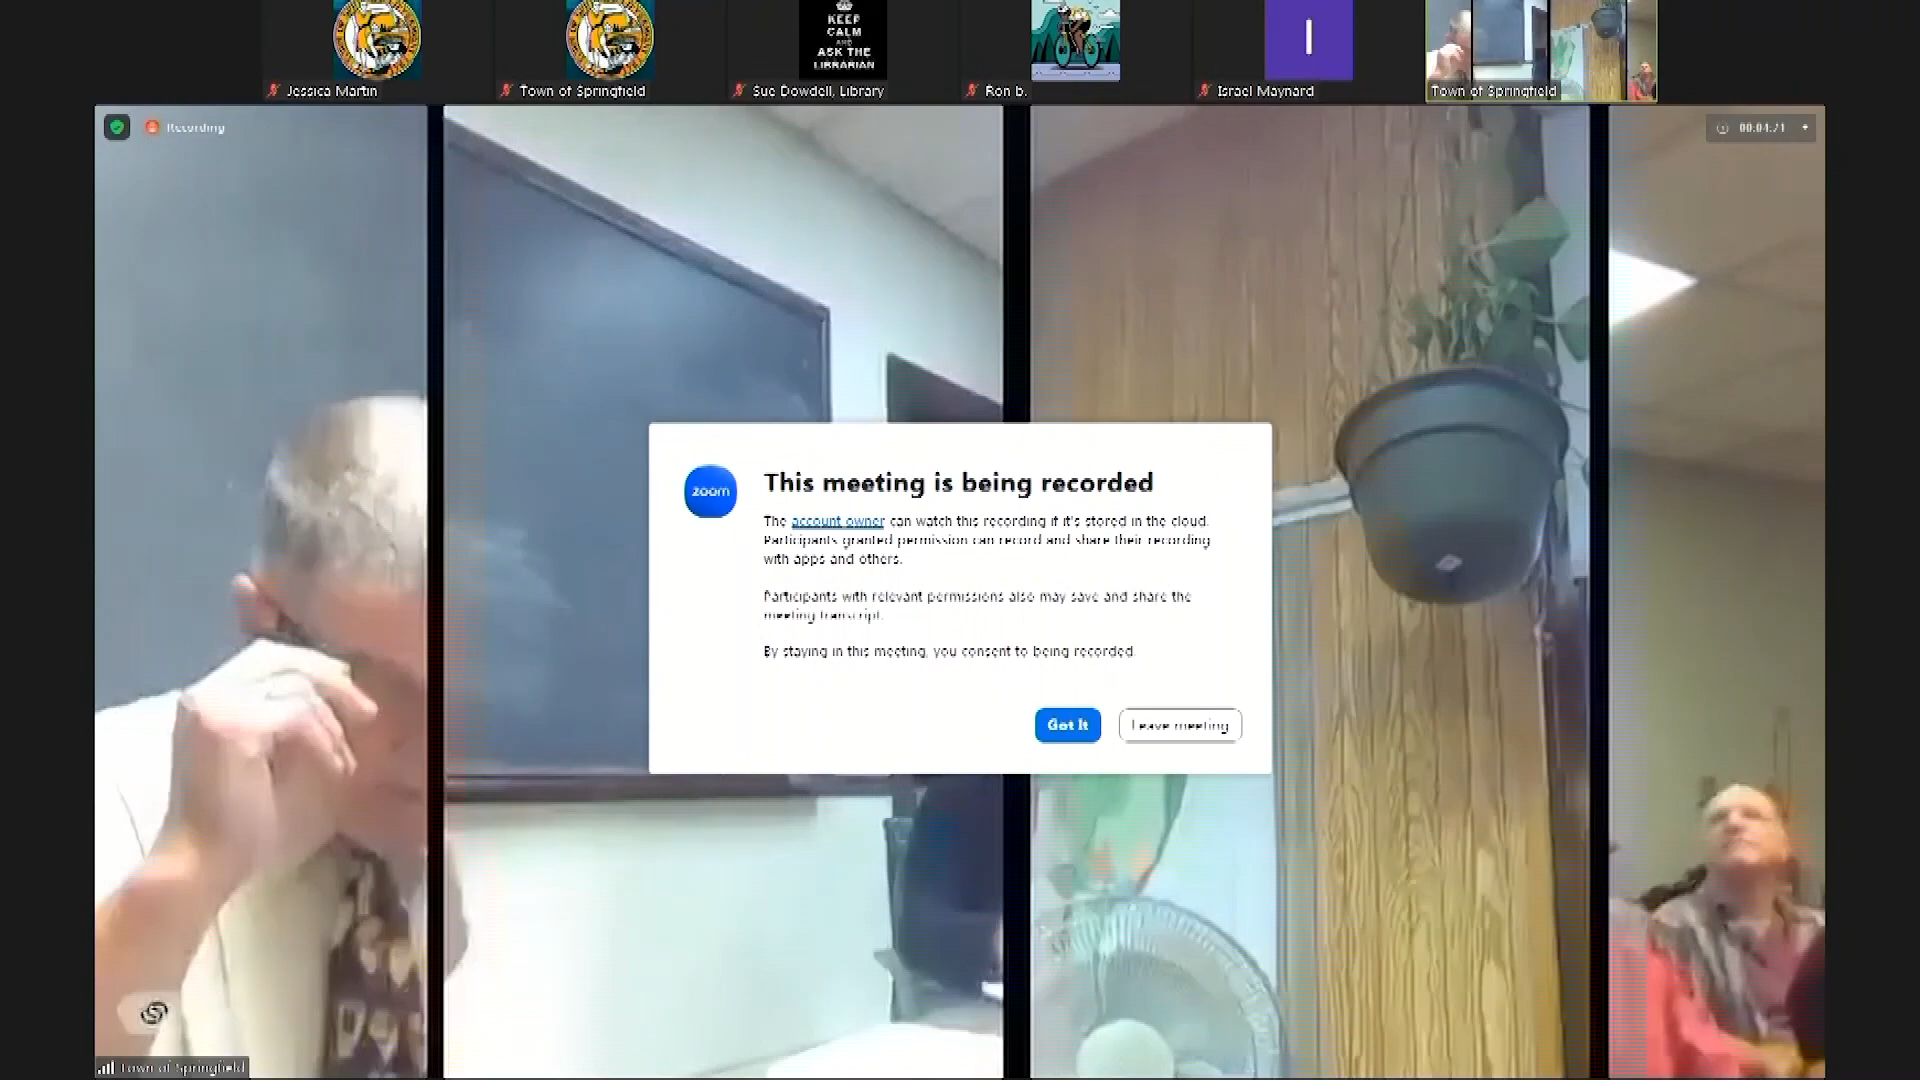 KEEP
CALM
AND
ASK THE
LIBRARIAN
I
Jessica Martin
Town of Springfield
Sue Dowdell, Library
Ron b.
Israel Maynard
Town of Springfield
Recording
zoom
This meeting is being recorded
The account owner can watch this recording if it's stored in the cloud.
Participants granted permission can record and share their recording
with apps and others.
Participants with relevant permissions also may save and share the
meeting transcript.
By staying in this meeting, you consent to being recorded.
Got It
Leave meeting
Town of Springfield